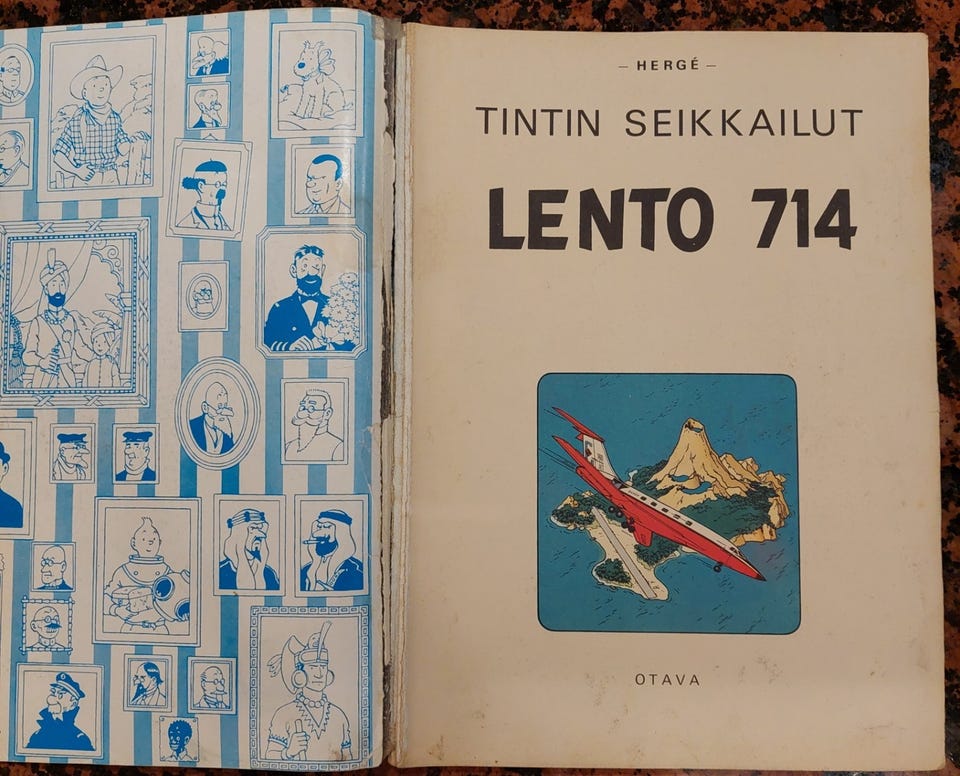 – HERGÉ –
TINTIN SEIKKAILUT
LENTO 714
OTAVA